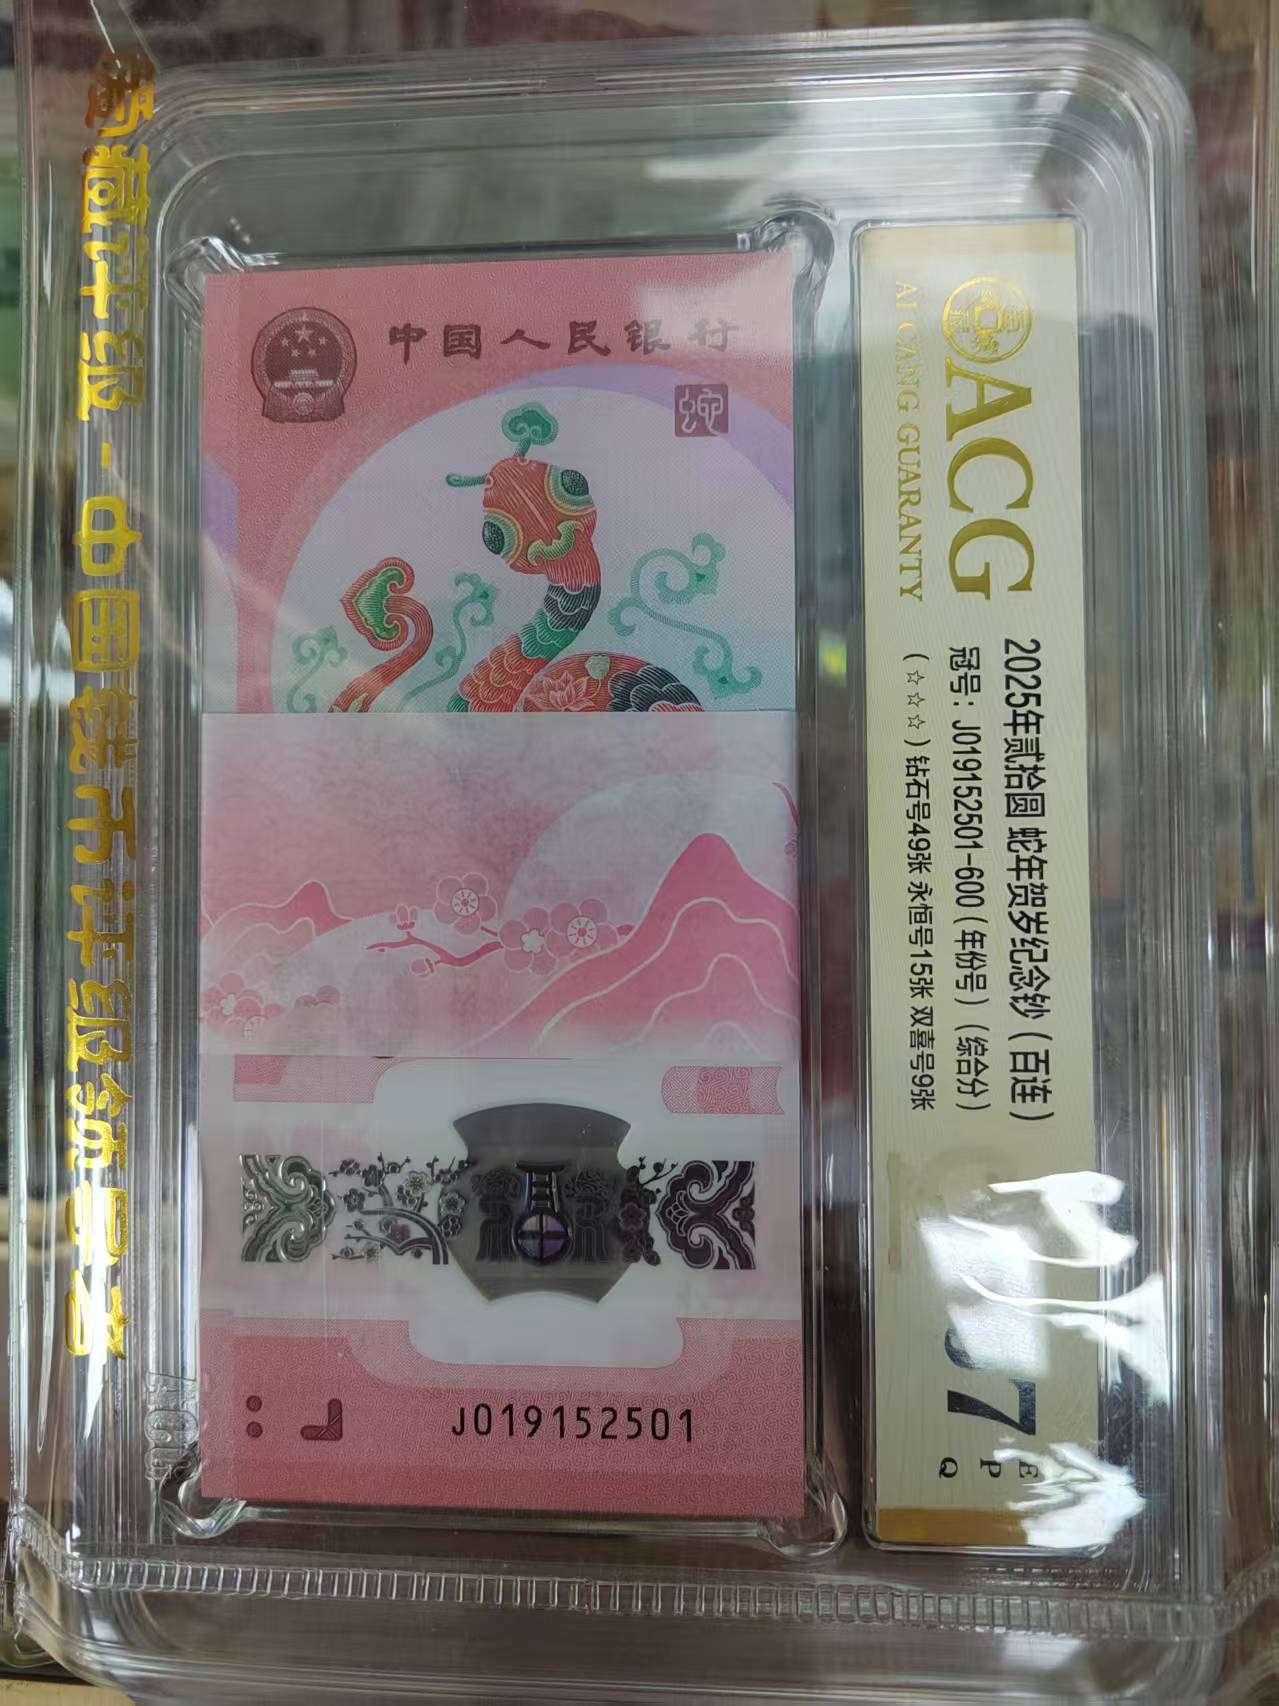 爱藏评级-中国钱币评级领导者
中国人民银行
蛇
J019152501
ACG
AI CANG GUARANTY
2025年贰拾圆 蛇年贺岁纪念钞（百连）
冠号：J019152501-600（年份号）（综合分）
（☆☆☆）钻石号49张 永恒号15张 双喜号9张
7
E
P
Q
ACG